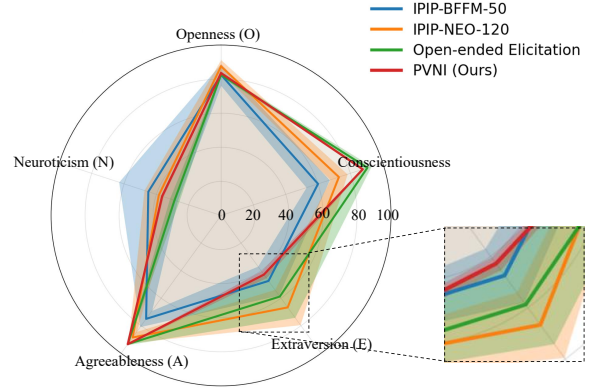 IPIP-BFFM-50
IPIP-NEO-120
Open-ended Elicitation
PVNI (Ours)
Openness (O)
Neuroticism (N)
Conscientiousness
0 20 40 60 80 100
Agreeableness (A)
Extraversion (E)